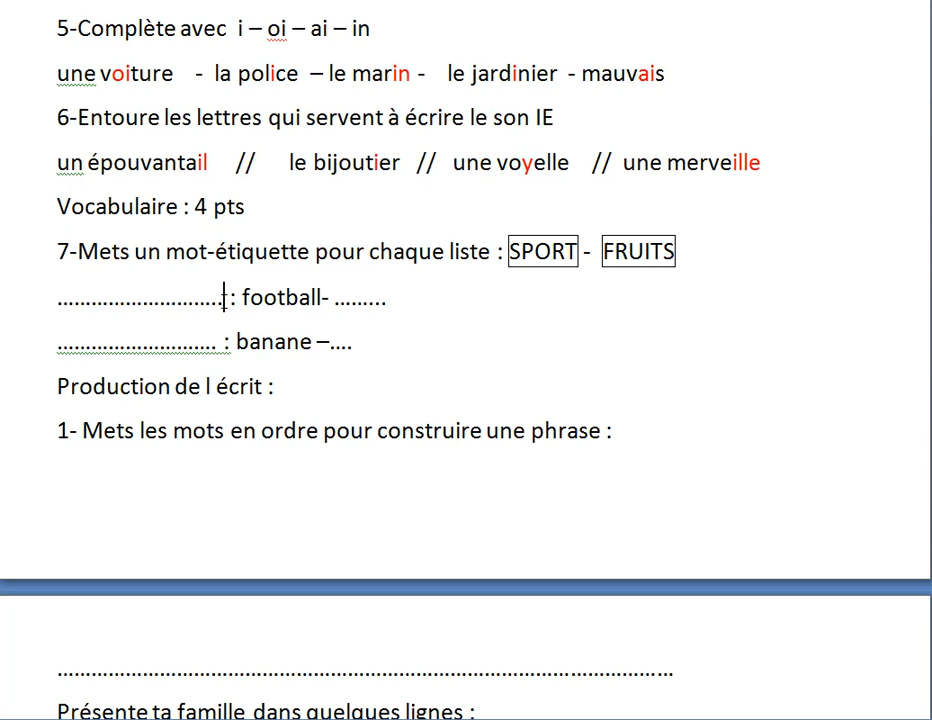 5-Complète avec i – oi – ai – in
une voiture - la police – le marin - le jardinier - mauvais
6-Entoure les lettres qui servent à écrire le son IE
un épouvantail // le bijoutier // une voyelle // une merveille
Vocabulaire : 4 pts
7-Mets un mot-étiquette pour chaque liste : SPORT - FRUITS
………………………… : football- ………
………………………. : banane –….
Production de l écrit :
1- Mets les mots en ordre pour construire une phrase :
………………………………………………………………………………………………
Présente ta famille dans quelques lignes :